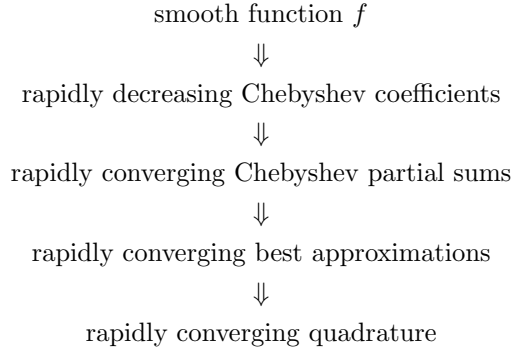 smooth function f
⇓
rapidly decreasing Chebyshev coefficients
⇓
rapidly converging Chebyshev partial sums
⇓
rapidly converging best approximations
⇓
rapidly converging quadrature